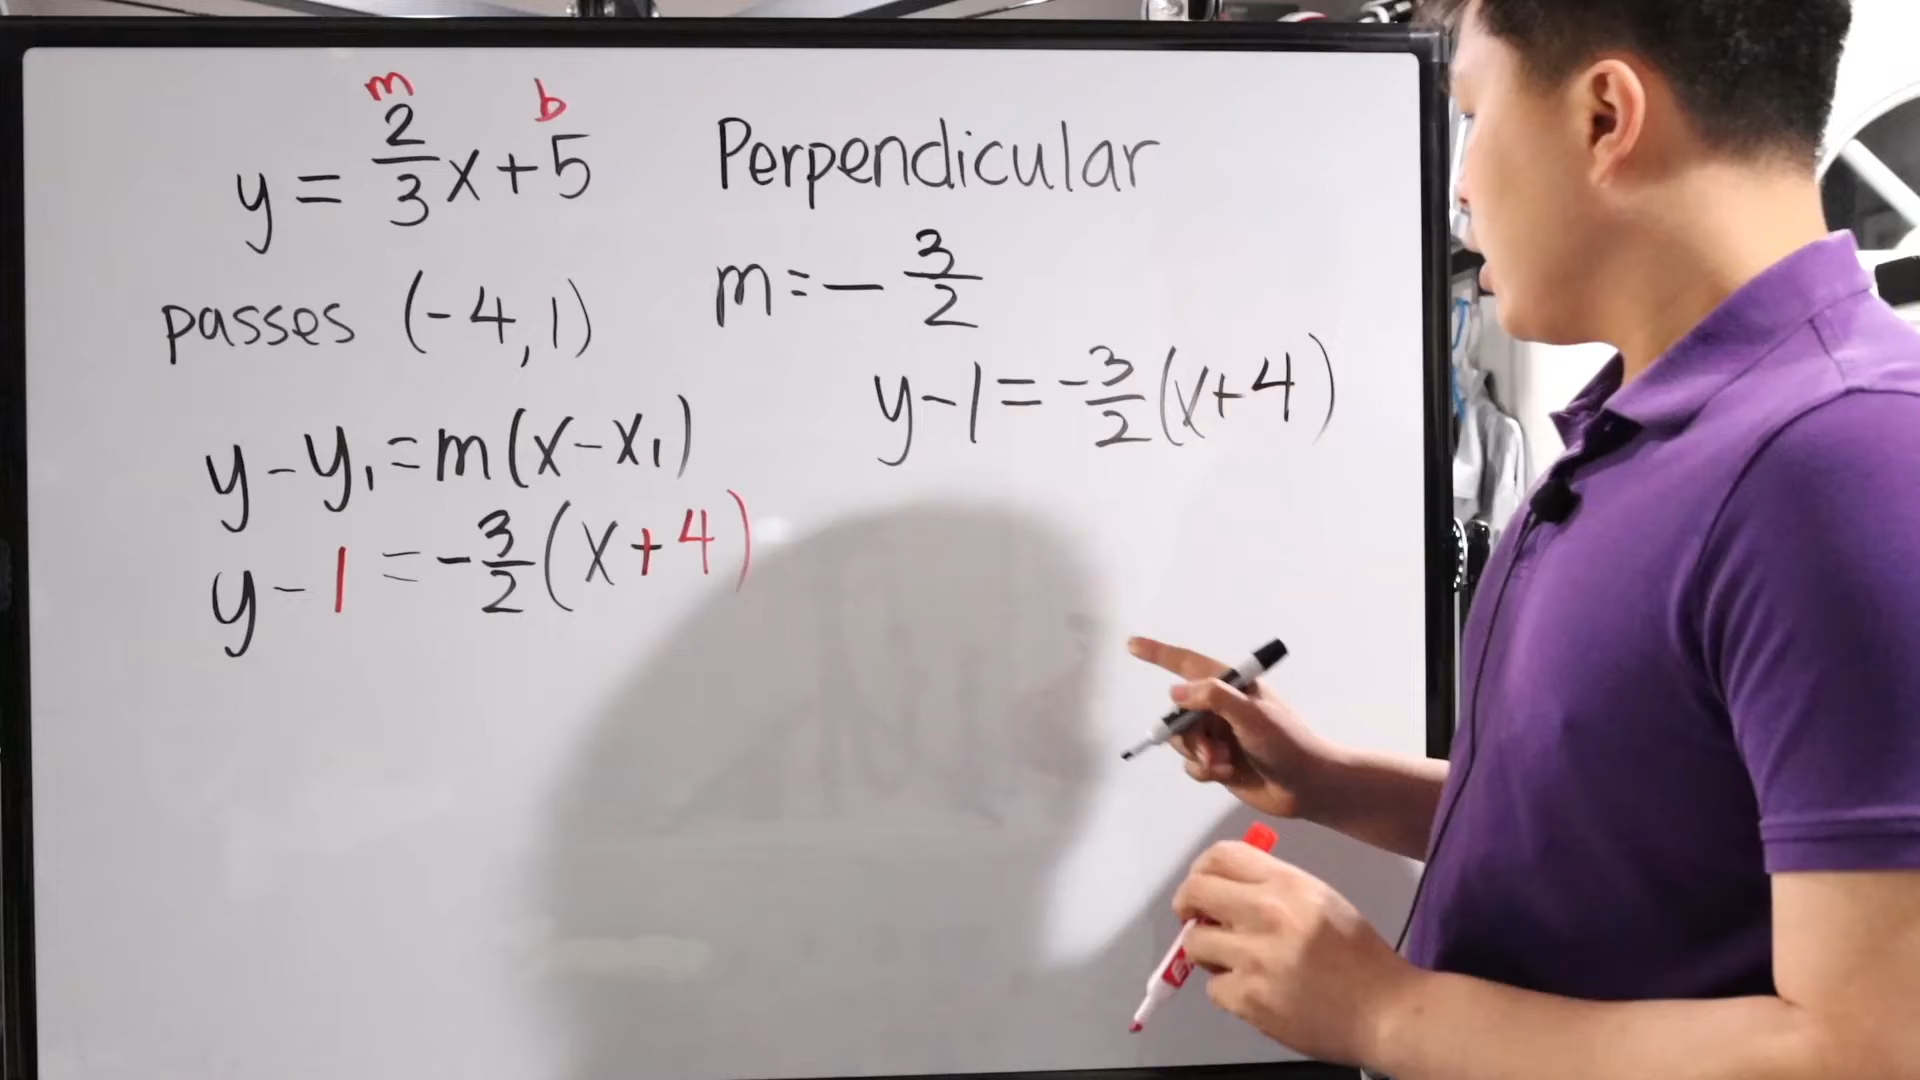 m b
y = 2/3 x + 5
passes (-4, 1)
y - y₁ = m(x - x₁)
y - 1 = -3/2 (x + 4)
Perpendicular
m = - 3/2
y - 1 = -3/2 (x + 4)